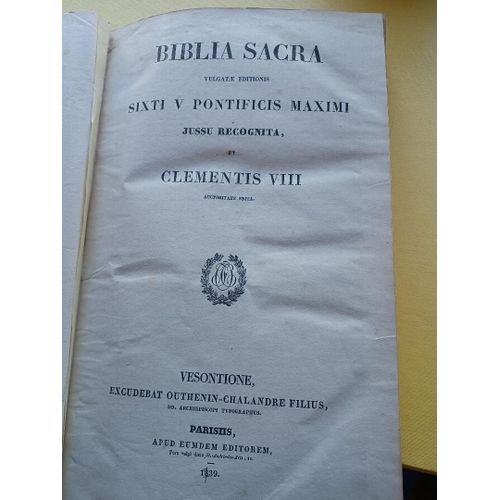 BIBLIA SACRA
VULGATÆ EDITIONIS
SIXTI V PONTIFICIS MAXIMI
JUSSU RECOGNITA,
ET
CLEMENTIS VIII
AUCTORITATE EDITA.
VESONTIONE,
EXCUDEBAT OUTHENIN-CHALANDRE FILIUS,
DD. ARCHIEPISCOPI TYPOGRAPHUS.
PARISIIS,
APUD EUMDEM EDITOREM,
1839.